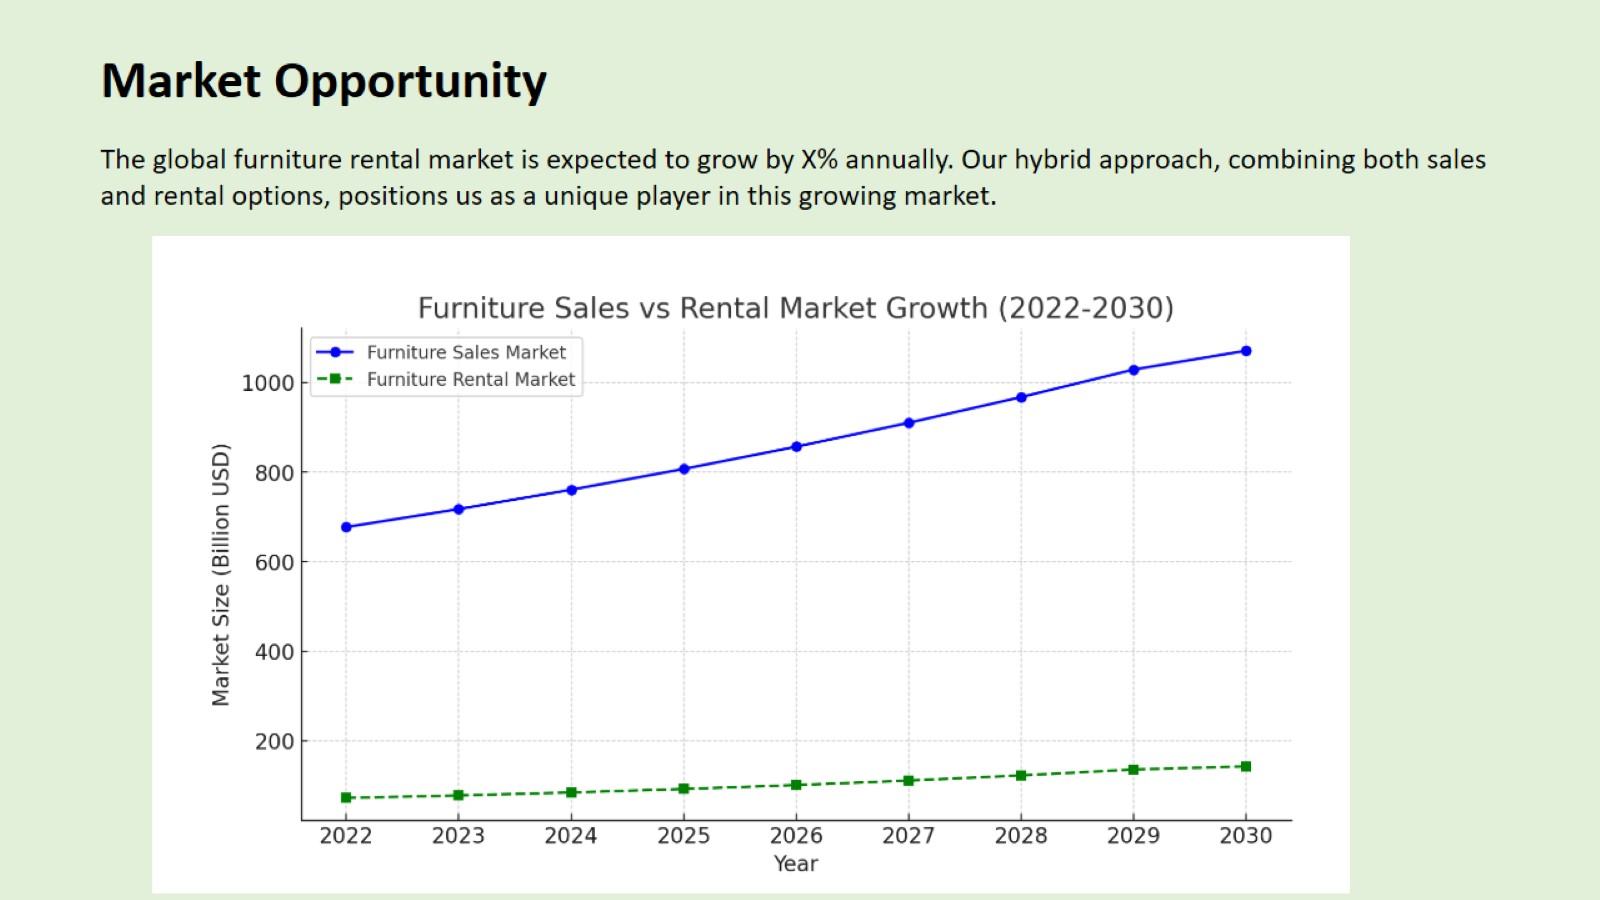 Market Opportunity
The global furniture rental market is expected to grow by X% annually. Our hybrid approach, combining both sales
and rental options, positions us as a unique player in this growing market.
Furniture Sales vs Rental Market Growth (2022-2030)
Furniture Sales Market
Furniture Rental Market
1000
800
600
400
200
Market Size (Billion USD)
2022 2023 2024 2025 2026 2027 2028 2029 2030
Year